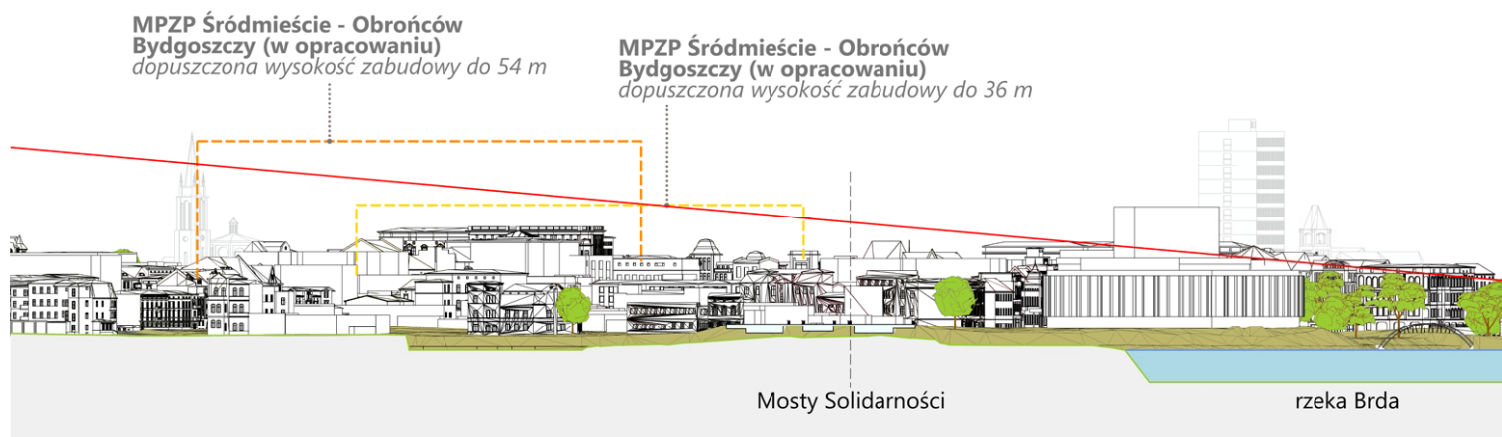 MPZP Śródmieście - Obrońców
Bydgoszczy (w opracowaniu)
dopuszczona wysokość zabudowy do 54 m
MPZP Śródmieście - Obrońców
Bydgoszczy (w opracowaniu)
dopuszczona wysokość zabudowy do 36 m
Mosty Solidarności
rzeka Brda